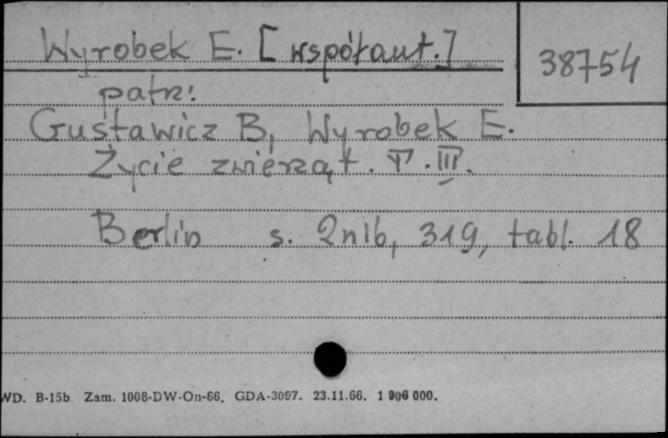 Wyrobek E. [współaut.]
38754
patrz:
Gustawicz B, Wyrobek E.
Życie zwierząt. T. III.
Berlin s. 2nlb, 319, tabl. 18
WD. B-15b. Zam. 1008-DW-On-66. GDA-3097. 23.11.66. 1 906 000.